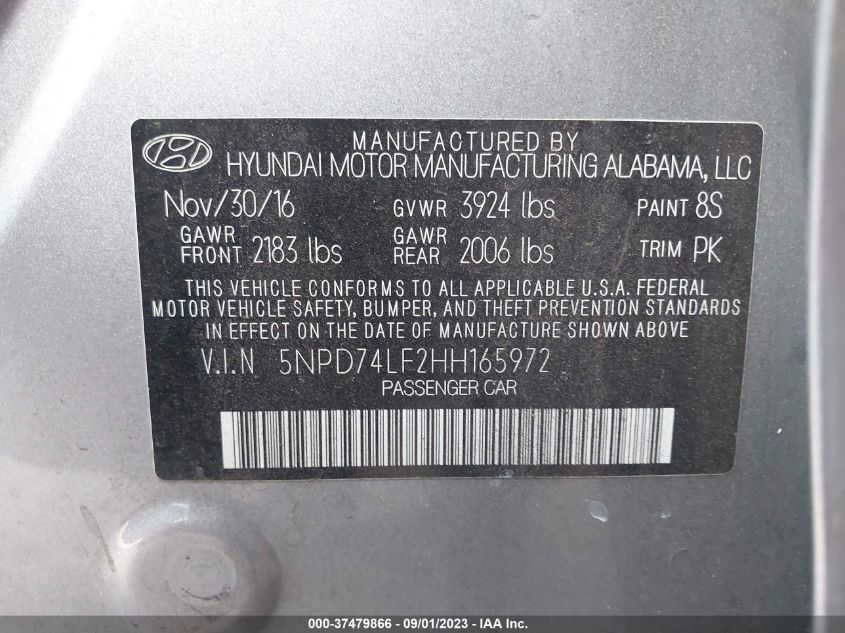 MANUFACTURED BY
HYUNDAI MOTOR MANUFACTURING ALABAMA, LLC
Nov/30/16 GVWR 3924 lbs PAINT 8S
GAWR FRONT 2183 lbs GAWR REAR 2006 lbs TRIM PK
THIS VEHICLE CONFORMS TO ALL APPLICABLE U.S.A. FEDERAL
MOTOR VEHICLE SAFETY, BUMPER, AND THEFT PREVENTION STANDARDS
IN EFFECT ON THE DATE OF MANUFACTURE SHOWN ABOVE.
V.I.N 5NPD74LF2HH165972
PASSENGER CAR
000-37479866 - 09/01/2023 - IAAI.COM